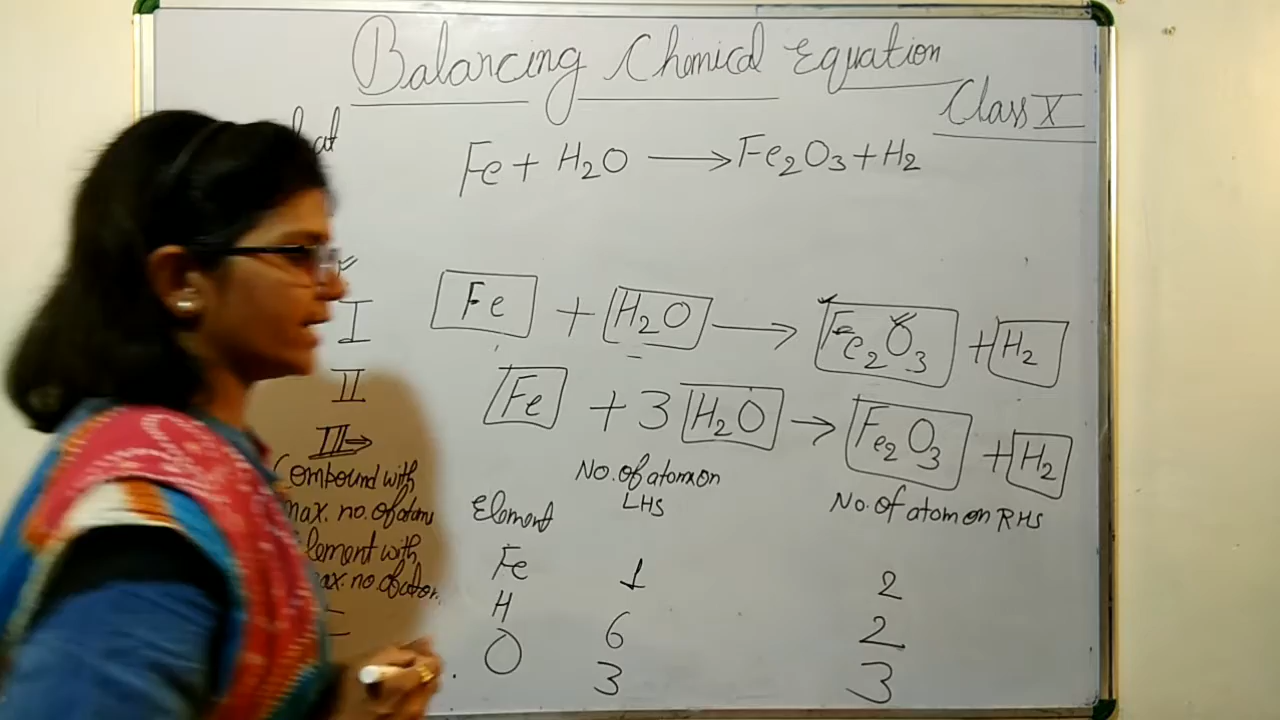 Balancing Chemical Equation
Class X
Fe + H2O → Fe2O3 + H2
I
Fe + H2O → Fe2O3 + H2
II
Fe + 3 H2O → Fe2O3 + H2
III ⇒
Compound with
max. no. of atoms
Element with
max. no. of atom.
Element No. of atom on LHS No. of atom on RHS
Fe 1 2
H 6 2
O 3 3